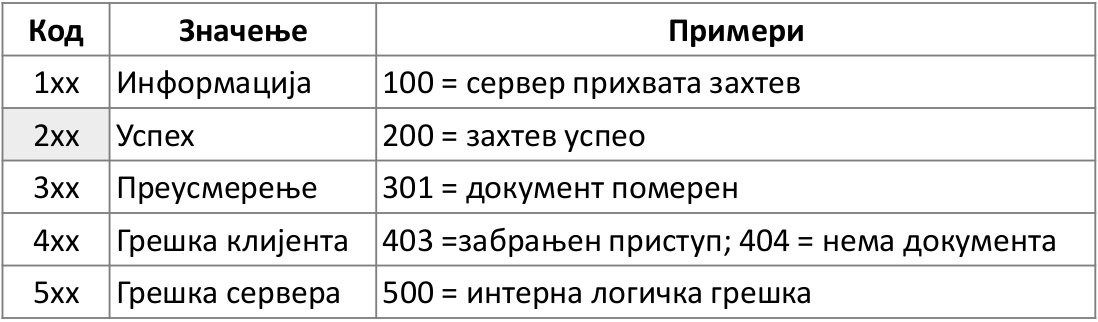 Код Значење Примери
1xx Информација 100 = сервер прихвата захтев
2xx Успех 200 = захтев успео
3xx Преусмерење 301 = документ померен
4xx Грешка клијента 403 =забрањен приступ; 404 = нема документа
5xx Грешка сервера 500 = интерна логичка грешка